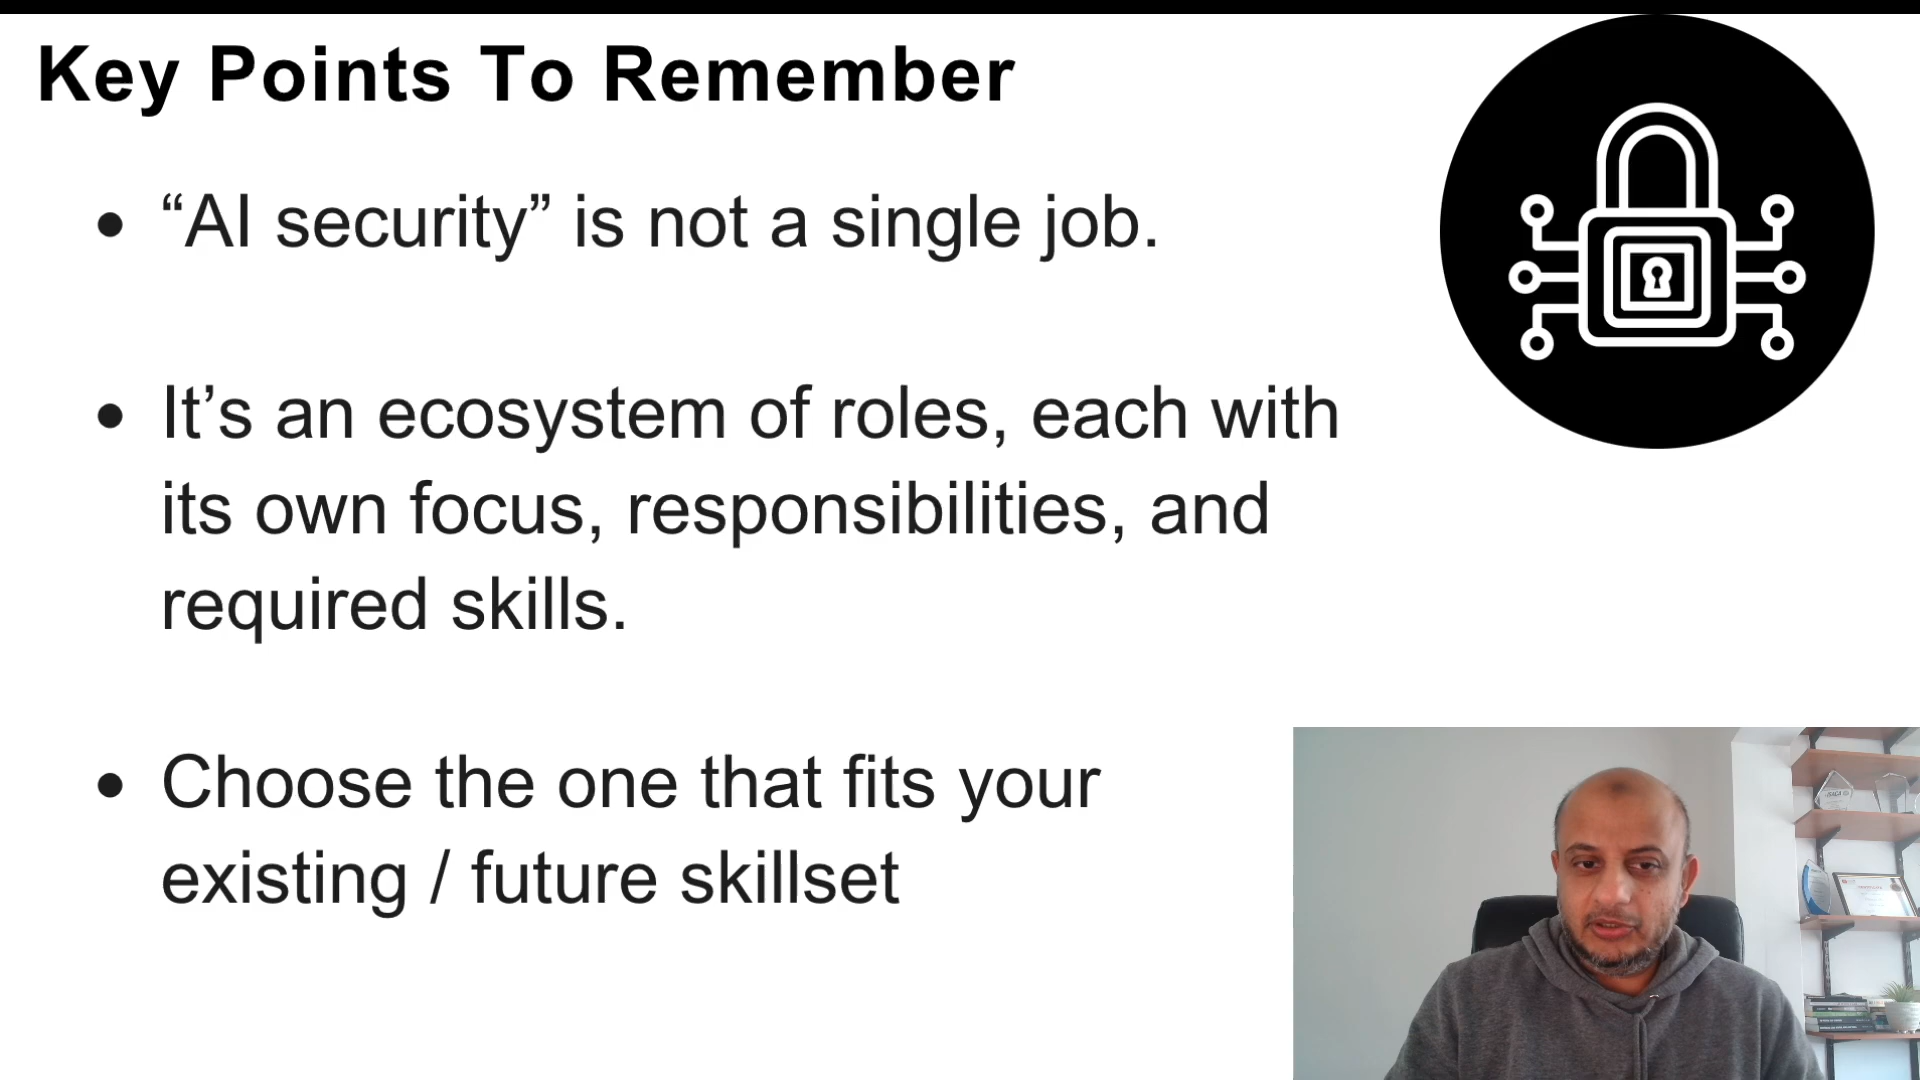 Key Points To Remember
“AI security” is not a single job.
It’s an ecosystem of roles, each with
its own focus, responsibilities, and
required skills.
Choose the one that fits your
existing / future skillset